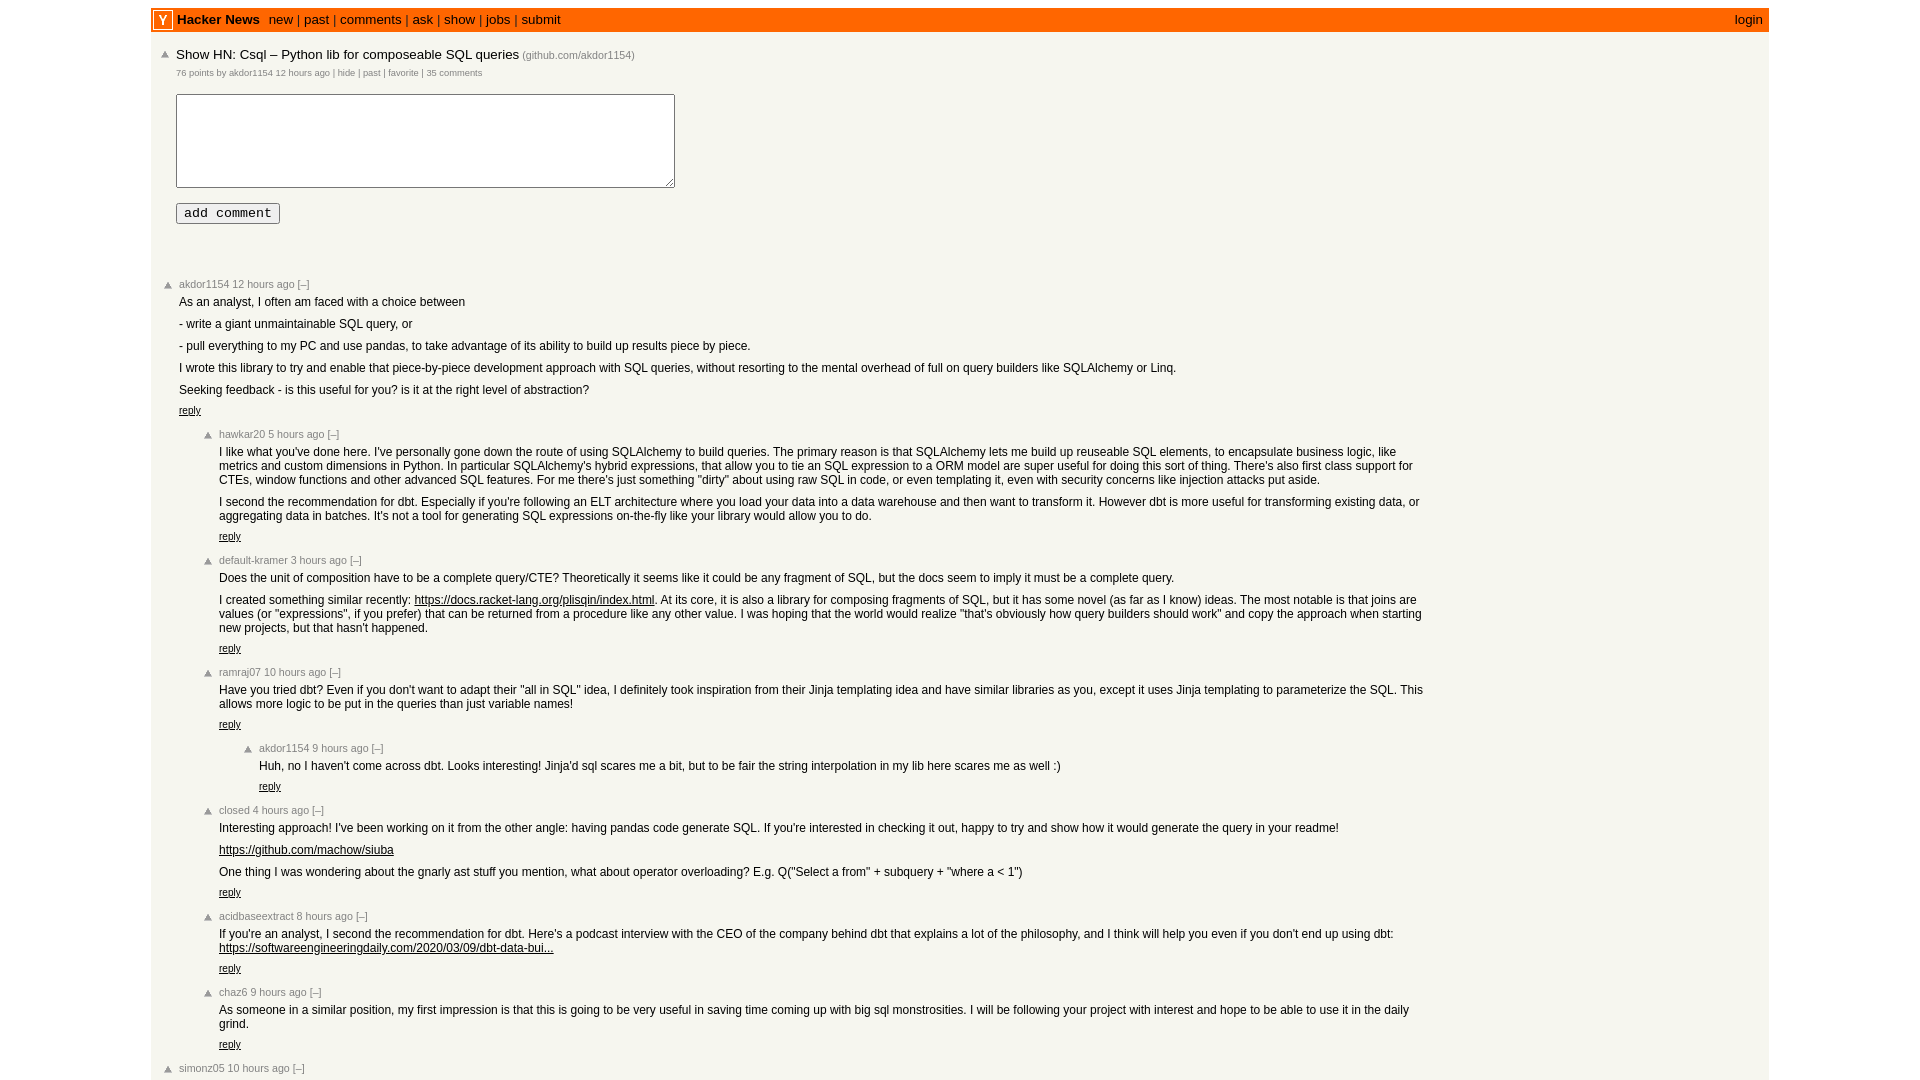 Y Hacker News new | past | comments | ask | show | jobs | submit login
Show HN: Csql – Python lib for composeable SQL queries (github.com/akdor1154)
76 points by akdor1154 12 hours ago | hide | past | favorite | 35 comments
add comment
akdor1154 12 hours ago [–]
As an analyst, I often am faced with a choice between
- write a giant unmaintainable SQL query, or
- pull everything to my PC and use pandas, to take advantage of its ability to build up results piece by piece.
I wrote this library to try and enable that piece-by-piece development approach with SQL queries, without resorting to the mental overhead of full on query builders like SQLAlchemy or Linq.
Seeking feedback - is this useful for you? is it at the right level of abstraction?
reply
hawkar20 5 hours ago [–]
I like what you've done here. I've personally gone down the route of using SQLAlchemy to build queries. The primary reason is that SQLAlchemy lets me build up reuseable SQL elements, to encapsulate business logic, like
metrics and custom dimensions in Python. In particular SQLAlchemy's hybrid expressions, that allow you to tie an SQL expression to a ORM model are super useful for doing this sort of thing. There's also first class support for
CTEs, window functions and other advanced SQL features. For me there's just something "dirty" about using raw SQL in code, or even templating it, even with security concerns like injection attacks put aside.
I second the recommendation for dbt. Especially if you're following an ELT architecture where you load your data into a data warehouse and then want to transform it. However dbt is more useful for transforming existing data, or
aggregating data in batches. It's not a tool for generating SQL expressions on-the-fly like your library would allow you to do.
reply
default-kramer 3 hours ago [–]
Does the unit of composition have to be a complete query/CTE? Theoretically it seems like it could be any fragment of SQL, but the docs seem to imply it must be a complete query.
I created something similar recently: https://docs.racket-lang.org/plisqin/index.html. At its core, it is also a library for composing fragments of SQL, but it has some novel (as far as I know) ideas. The most notable is that joins are
values (or "expressions", if you prefer) that can be returned from a procedure like any other value. I was hoping that the world would realize "that's obviously how query builders should work" and copy the approach when starting
new projects, but that hasn't happened.
reply
ramraj07 10 hours ago [–]
Have you tried dbt? Even if you don't want to adapt their "all in SQL" idea, I definitely took inspiration from their Jinja templating idea and have similar libraries as you, except it uses Jinja templating to parameterize the SQL. This
allows more logic to be put in the queries than just variable names!
reply
akdor1154 9 hours ago [–]
Huh, no I haven't come across dbt. Looks interesting! Jinja'd sql scares me a bit, but to be fair the string interpolation in my lib here scares me as well :)
reply
closed 4 hours ago [–]
Interesting approach! I've been working on it from the other angle: having pandas code generate SQL. If you're interested in checking it out, happy to try and show how it would generate the query in your readme!
https://github.com/machow/siuba
One thing I was wondering about the gnarly ast stuff you mention, what about operator overloading? E.g. Q("Select a from" + subquery + "where a < 1")
reply
acidbaseextract 8 hours ago [–]
If you're an analyst, I second the recommendation for dbt. Here's a podcast interview with the CEO of the company behind dbt that explains a lot of the philosophy, and I think will help you even if you don't end up using dbt:
https://softwareengineeringdaily.com/2020/03/09/dbt-data-bui...
reply
chaz6 9 hours ago [–]
As someone in a similar position, my first impression is that this is going to be very useful in saving time coming up with big sql monstrosities. I will be following your project with interest and hope to be able to use it in the daily
grind.
reply
simonz05 10 hours ago [–]